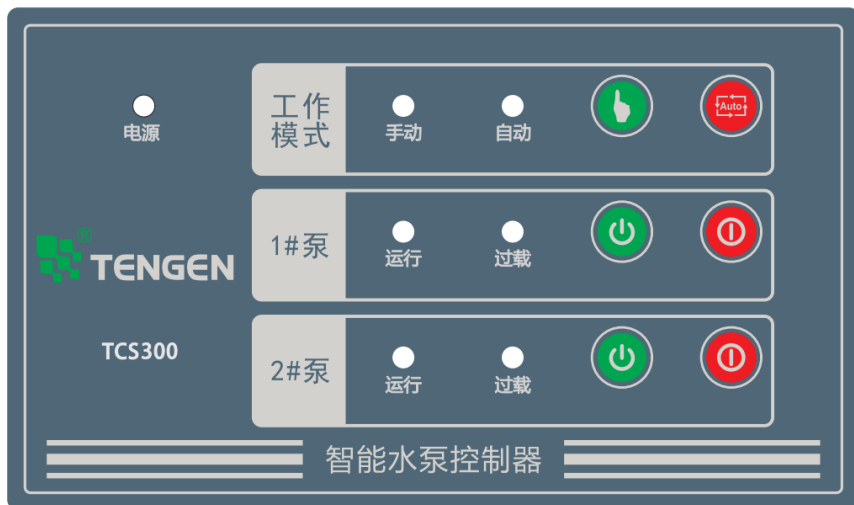 电源
工作
模式
手动
自动
Auto
®
TENGEN
1#泵
运行
过载
TCS300
2#泵
运行
过载
智能水泵控制器